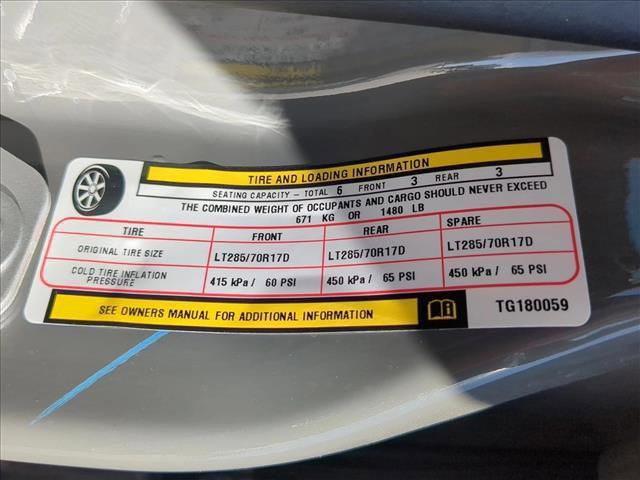 TIRE AND LOADING INFORMATION
SEATING CAPACITY - TOTAL 6 FRONT 3 REAR 3
THE COMBINED WEIGHT OF OCCUPANTS AND CARGO SHOULD NEVER EXCEED
671 KG OR 1480 LB
TIRE FRONT REAR SPARE
ORIGINAL TIRE SIZE LT285/70R17D LT285/70R17D LT285/70R17D
COLD TIRE INFLATION PRESSURE 415 kPa / 60 PSI 450 kPa / 65 PSI 450 kPa / 65 PSI
SEE OWNERS MANUAL FOR ADDITIONAL INFORMATION TG180059